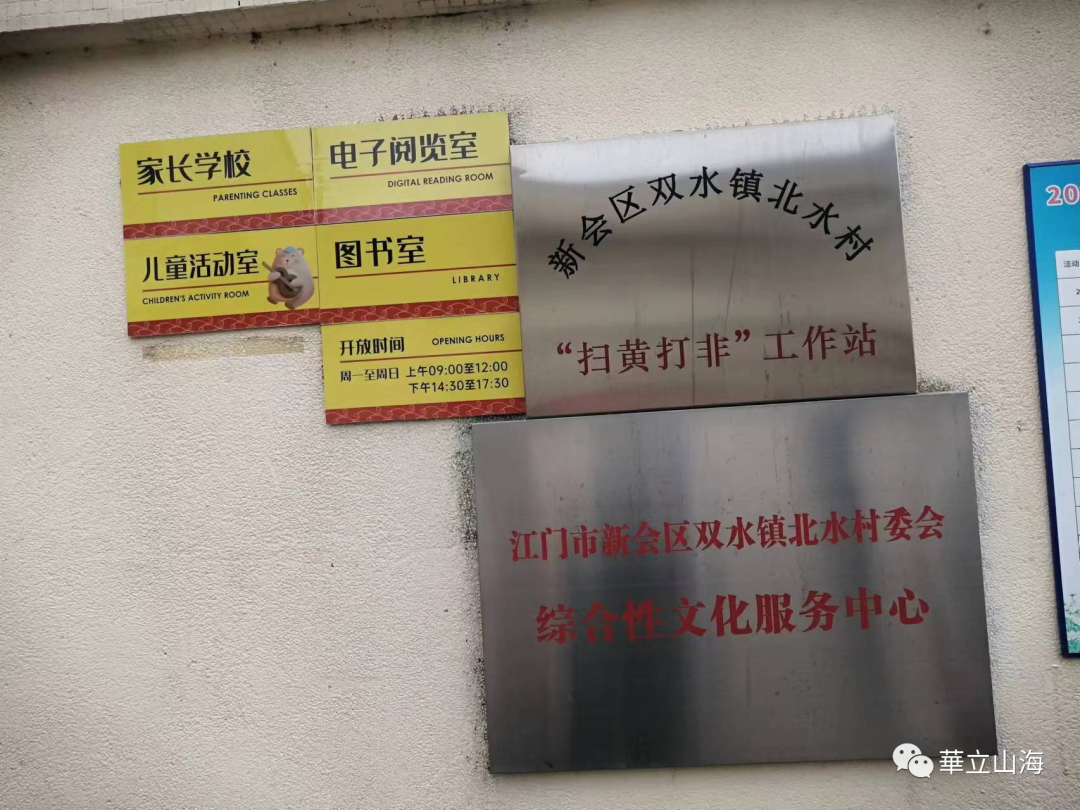 家长学校
PARENTING CLASSES
电子阅览室
DIGITAL READING ROOM
儿童活动室
CHILDREN'S ACTIVITY ROOM
图书室
LIBRARY
开放时间 OPENING HOURS
周一至周日 上午09:00至12:00
下午14:30至17:30
新会区双水镇北水村
“扫黄打非”工作站
江门市新会区双水镇北水村委会
综合性文化服务中心
20
活动
華立山海